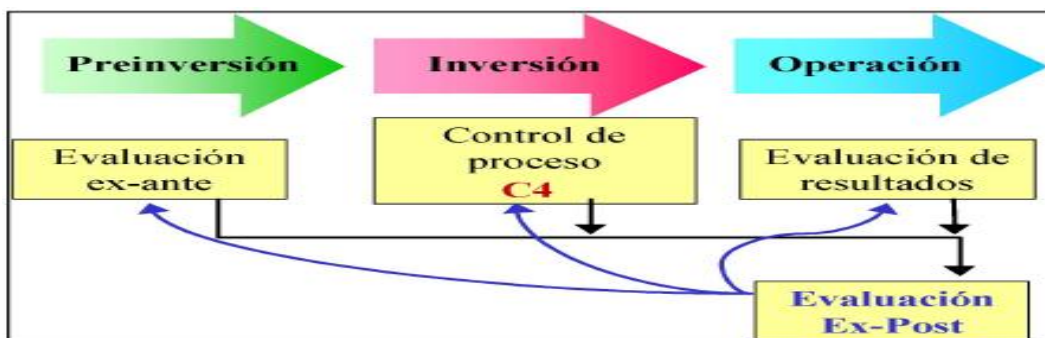 Preinversión
Inversión
Operación
Evaluación
ex-ante
Control de
proceso
C4
Evaluación de
resultados
Evaluación
Ex-Post